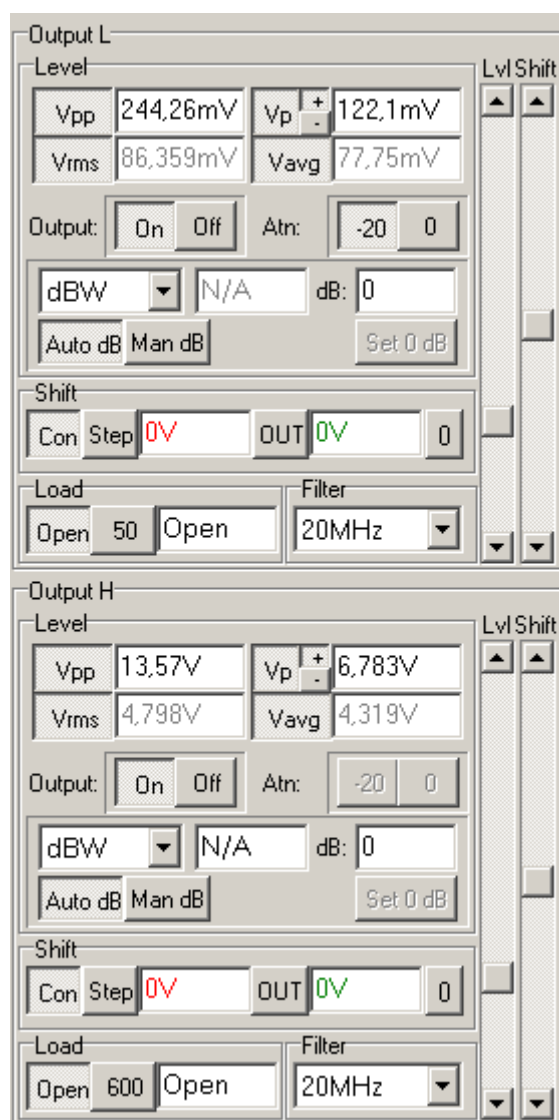 Output L
Level
Lvl Shift
Vpp 244,26mV Vp + - 122,1mV
Vrms 86,359mV Vavg 77,75mV
Output: On Off Atn: -20 0
dBW N/A dB: 0
Auto dB Man dB Set 0 dB
Shift
Con Step 0V OUT 0V 0
Load Filter
Open 50 Open 20MHz
Output H
Level
Lvl Shift
Vpp 13,57V Vp + - 6,783V
Vrms 4,798V Vavg 4,319V
Output: On Off Atn: -20 0
dBW N/A dB: 0
Auto dB Man dB Set 0 dB
Shift
Con Step 0V OUT 0V 0
Load Filter
Open 600 Open 20MHz